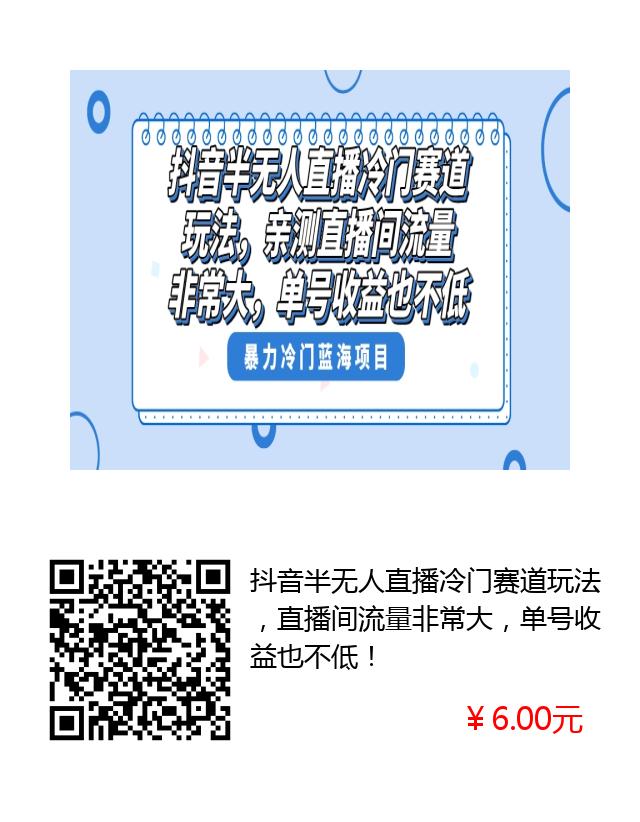 抖音半无人直播冷门赛道
玩法，亲测直播间流量
非常大，单号收益也不低
暴力冷门蓝海项目
抖音半无人直播冷门赛道玩法
，直播间流量非常大，单号收
益也不低！
￥6.00元